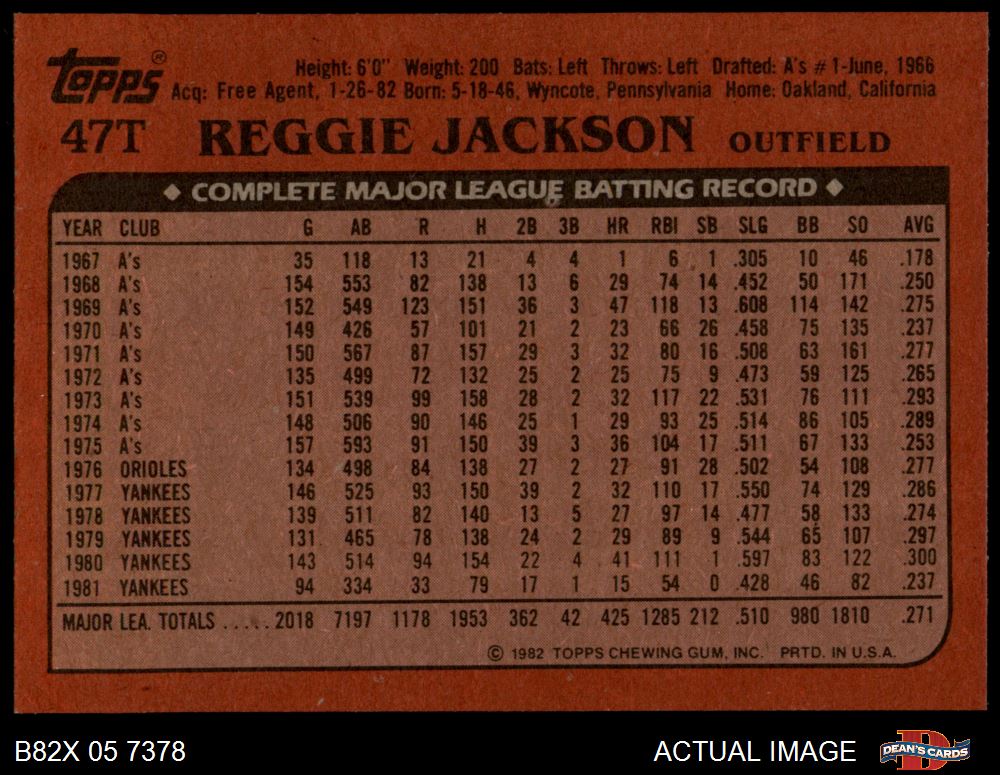 Topps®
Height: 6'0" Weight: 200 Bats: Left Throws: Left Drafted: A's #1-June, 1966
Acq: Free Agent, 1-26-82 Born: 5-18-46, Wyncote, Pennsylvania Home: Oakland, California
47T REGGIE JACKSON OUTFIELD
◆ COMPLETE MAJOR LEAGUE BATTING RECORD ◆
YEAR CLUB G AB R H 2B 3B HR RBI SB SLG BB SO AVG
1967 A's 35 118 13 21 4 4 1 6 1 .305 10 46 .178
1968 A's 154 553 82 138 13 6 29 74 14 .452 50 171 .250
1969 A's 152 549 123 151 36 3 47 118 13 .608 114 142 .275
1970 A's 149 426 57 101 21 2 23 66 26 .458 75 135 .237
1971 A's 150 567 87 157 29 3 32 80 16 .508 63 161 .277
1972 A's 135 499 72 132 25 2 25 75 9 .473 59 125 .265
1973 A's 151 539 99 158 28 2 32 117 22 .531 76 111 .293
1974 A's 148 506 90 146 25 1 29 93 25 .514 86 105 .289
1975 A's 157 593 91 150 39 3 36 104 17 .511 67 133 .253
1976 ORIOLES 134 498 84 138 27 2 27 91 28 .502 54 108 .277
1977 YANKEES 146 525 93 150 39 2 32 110 17 .550 74 129 .286
1978 YANKEES 139 511 82 140 13 5 27 97 14 .477 58 133 .274
1979 YANKEES 131 465 78 138 24 2 29 89 9 .544 65 107 .297
1980 YANKEES 143 514 94 154 22 4 41 111 1 .597 83 122 .300
1981 YANKEES 94 334 33 79 17 1 15 54 0 .428 46 82 .237
MAJOR LEA. TOTALS ..... 2018 7197 1178 1953 362 42 425 1285 212 .510 980 1810 .271
© 1982 TOPPS CHEWING GUM, INC. PRTD. IN U.S.A.
B82X 05 7378 ACTUAL IMAGE DEAN'S CARDS